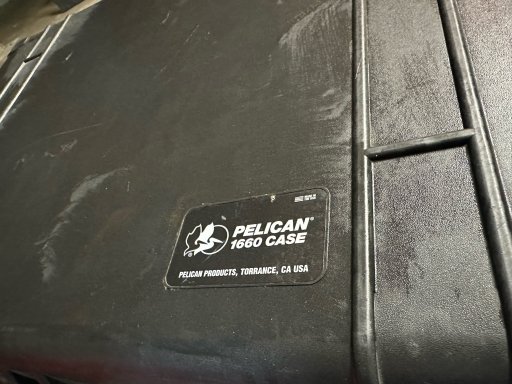 PELICAN®
1660 CASE
PELICAN PRODUCTS, TORRANCE, CA USA